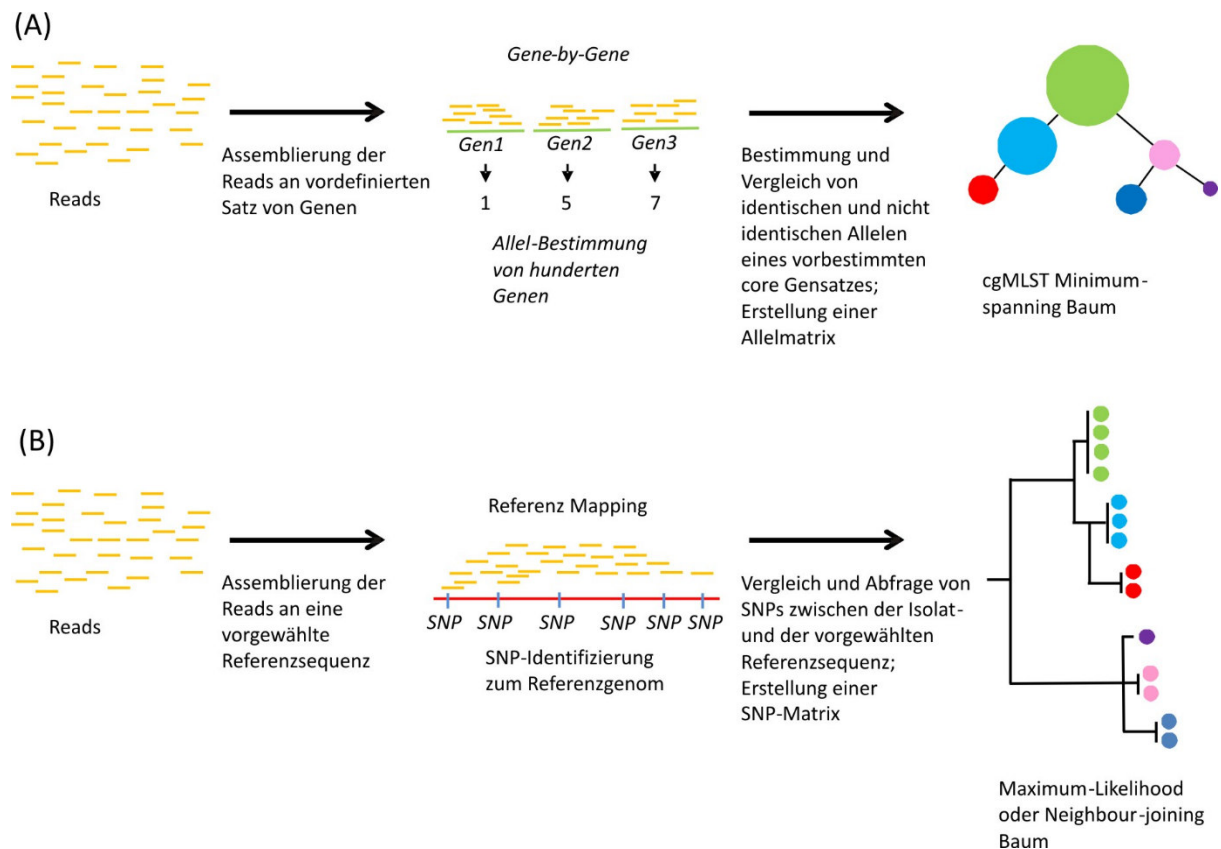 (A)
Reads
Assemblierung der
Reads an vordefinierten
Satz von Genen
Gene-by-Gene
Gen1 Gen2 Gen3
1 5 7
Allel-Bestimmung
von hunderten
Genen
Bestimmung und
Vergleich von
identischen und nicht
identischen Allelen
eines vorbestimmten
core Gensatzes;
Erstellung einer
Allelmatrix
cgMLST Minimum-
spanning Baum
(B)
Reads
Assemblierung der
Reads an eine
vorgewählte
Referenzsequenz
Referenz Mapping
SNP SNP SNP SNP SNP SNP
SNP-Identifizierung
zum Referenzgenom
Vergleich und Abfrage von
SNPs zwischen der Isolat-
und der vorgewählten
Referenzsequenz;
Erstellung einer
SNP-Matrix
Maximum-Likelihood
oder Neighbour-joining
Baum